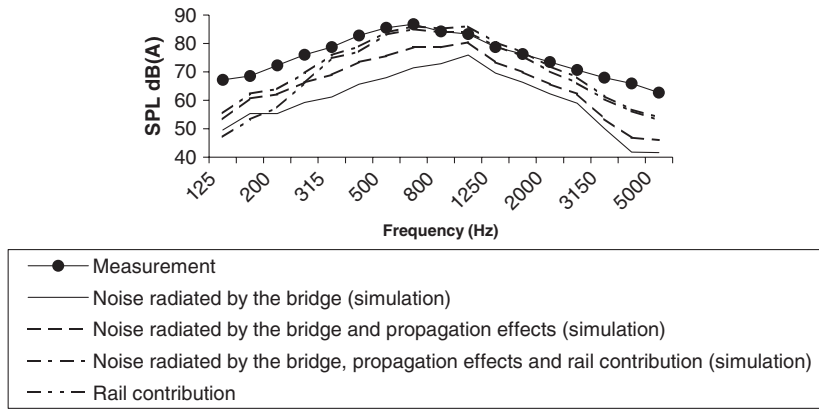 90
80
70
60
50
40
SPL dB(A)
125
200
315
500
800
1250
2000
3150
5000
Frequency (Hz)
Measurement
Noise radiated by the bridge (simulation)
Noise radiated by the bridge and propagation effects (simulation)
Noise radiated by the bridge, propagation effects and rail contribution (simulation)
Rail contribution